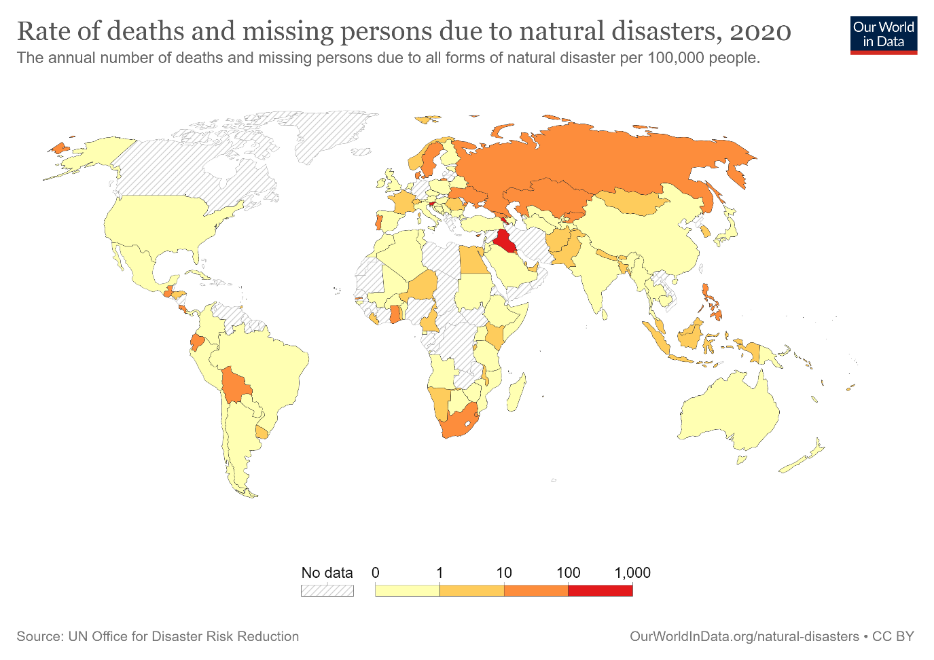 Rate of deaths and missing persons due to natural disasters, 2020
Our World
in Data
The annual number of deaths and missing persons due to all forms of natural disaster per 100,000 people.
No data
0
1
10
100
1,000
Source: UN Office for Disaster Risk Reduction
OurWorldInData.org/natural-disasters • CC BY